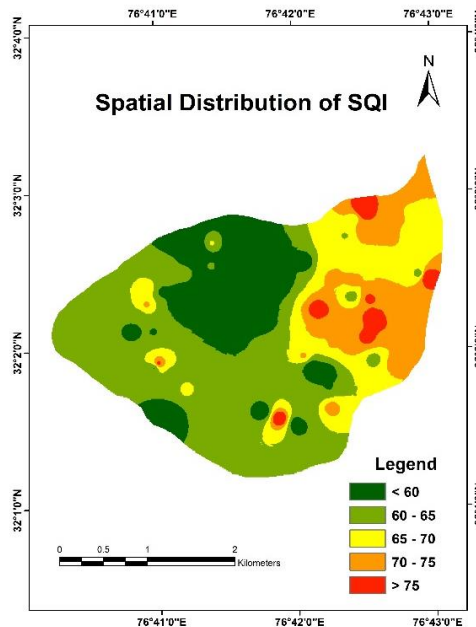 76°41'0"E 76°42'0"E 76°43'0"E
32°4'0"N
N
Spatial Distribution of SQI
32°3'0"N
32°2'0"N
32°1'0"N
Legend
< 60
60 - 65
65 - 70
70 - 75
> 75
0 0.5 1 2
Kilometers
76°41'0"E 76°42'0"E 76°43'0"E